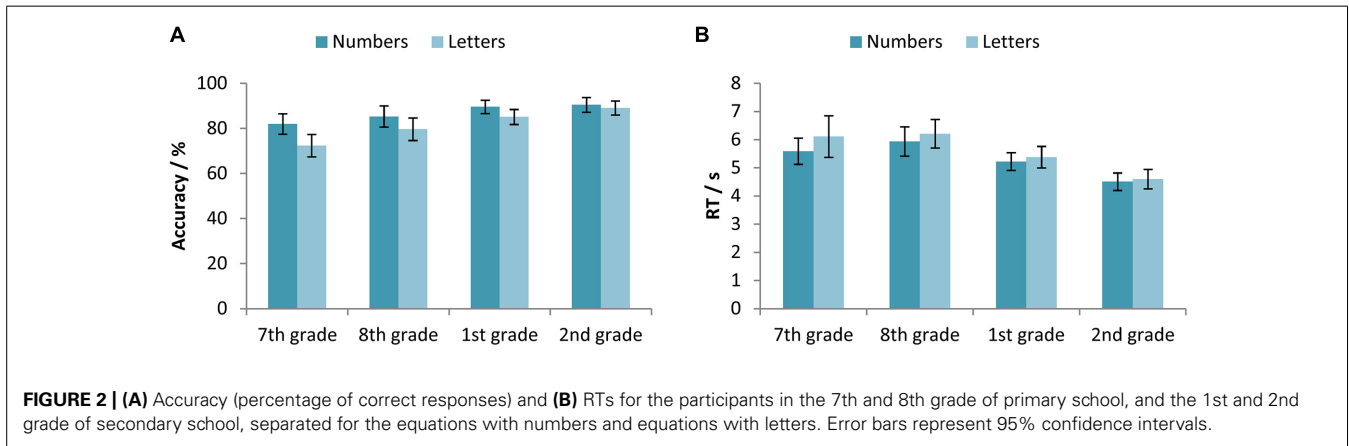 A
Numbers Letters
Accuracy / %
100
80
60
40
20
0
7th grade 8th grade 1st grade 2nd grade
B
Numbers Letters
RT / s
8
7
6
5
4
3
2
1
0
7th grade 8th grade 1st grade 2nd grade
FIGURE 2 | (A) Accuracy (percentage of correct responses) and (B) RTs for the participants in the 7th and 8th grade of primary school, and the 1st and 2nd
grade of secondary school, separated for the equations with numbers and equations with letters. Error bars represent 95% confidence intervals.